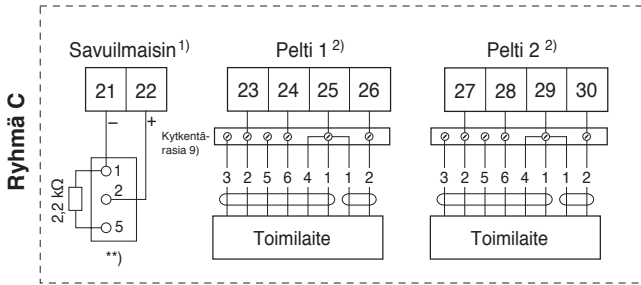 Ryhmä C
Savuilmaisin 1)
21 22
– +
1
2
5
2,2 kΩ
**)
Kytkentä-
rasia 9)
Pelti 1 2)
23 24 25 26
3 2 5 6 4 1 1 2
Toimilaite
Pelti 2 2)
27 28 29 30
3 2 5 6 4 1 1 2
Toimilaite